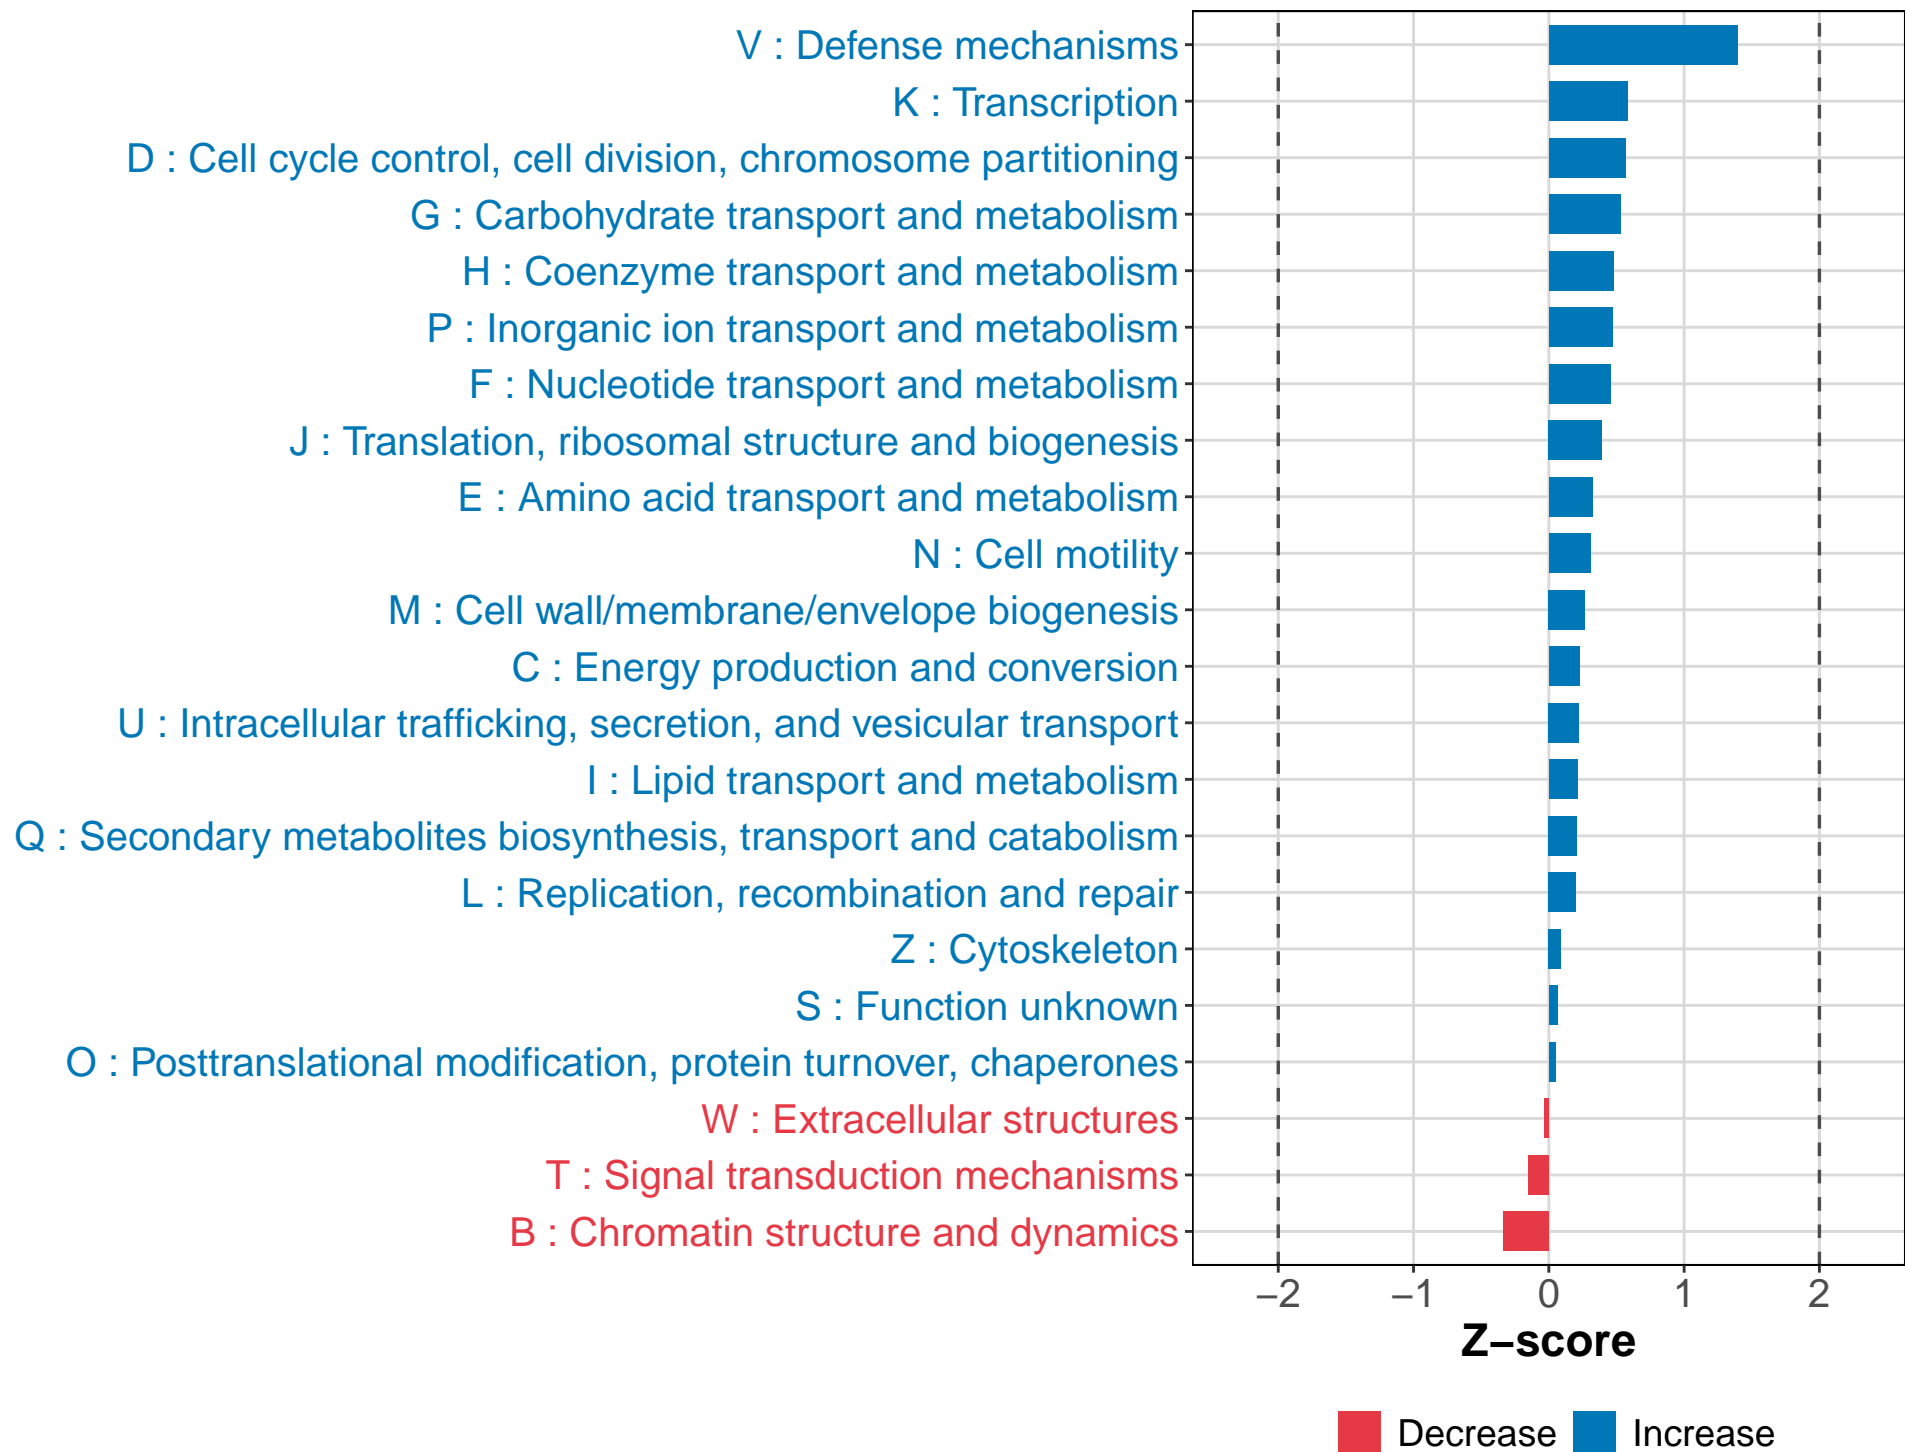 V : Defense mechanisms
K : Transcription
D : Cell cycle control, cell division, chromosome partitioning
G : Carbohydrate transport and metabolism
H : Coenzyme transport and metabolism
P : Inorganic ion transport and metabolism
F : Nucleotide transport and metabolism
J : Translation, ribosomal structure and biogenesis
E : Amino acid transport and metabolism
N : Cell motility
M : Cell wall/membrane/envelope biogenesis
C : Energy production and conversion
U : Intracellular trafficking, secretion, and vesicular transport
I : Lipid transport and metabolism
Q : Secondary metabolites biosynthesis, transport and catabolism
L : Replication, recombination and repair
Z : Cytoskeleton
S : Function unknown
O : Posttranslational modification, protein turnover, chaperones
W : Extracellular structures
T : Signal transduction mechanisms
B : Chromatin structure and dynamics
−2 −1 0 1 2
Z−score
Decrease Increase